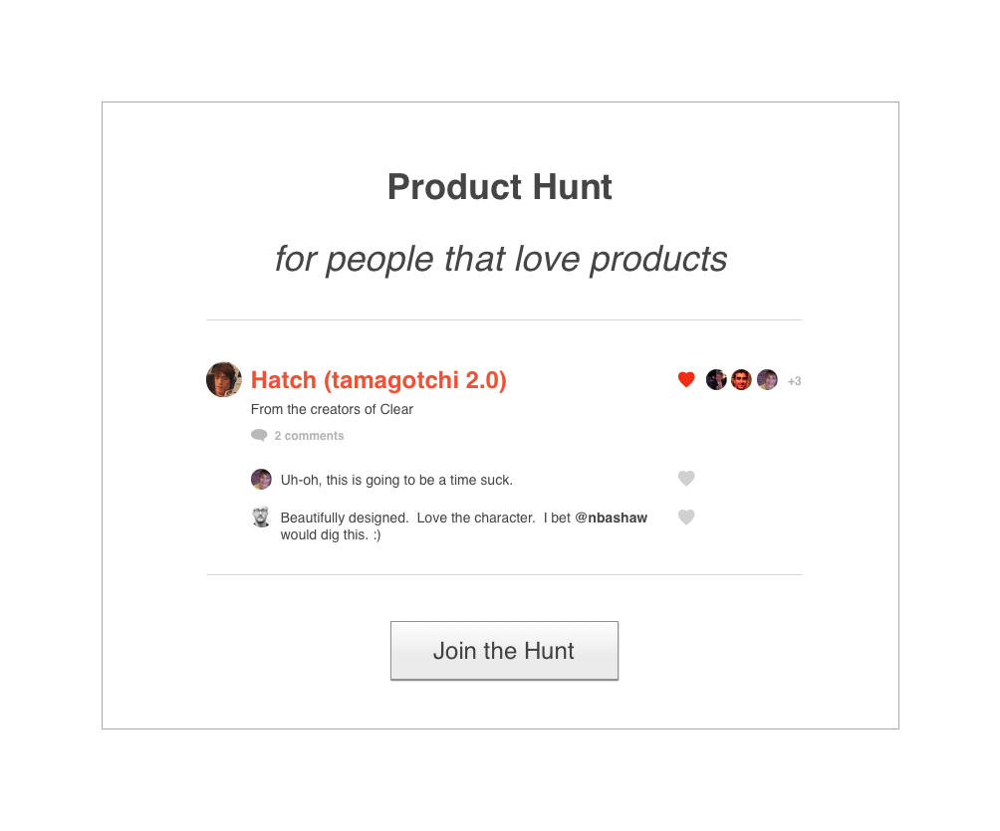 Product Hunt
for people that love products
Hatch (tamagotchi 2.0)
+3
From the creators of Clear
2 comments
Uh-oh, this is going to be a time suck.
Beautifully designed.  Love the character.  I bet @nbashaw
would dig this. :)
Join the Hunt